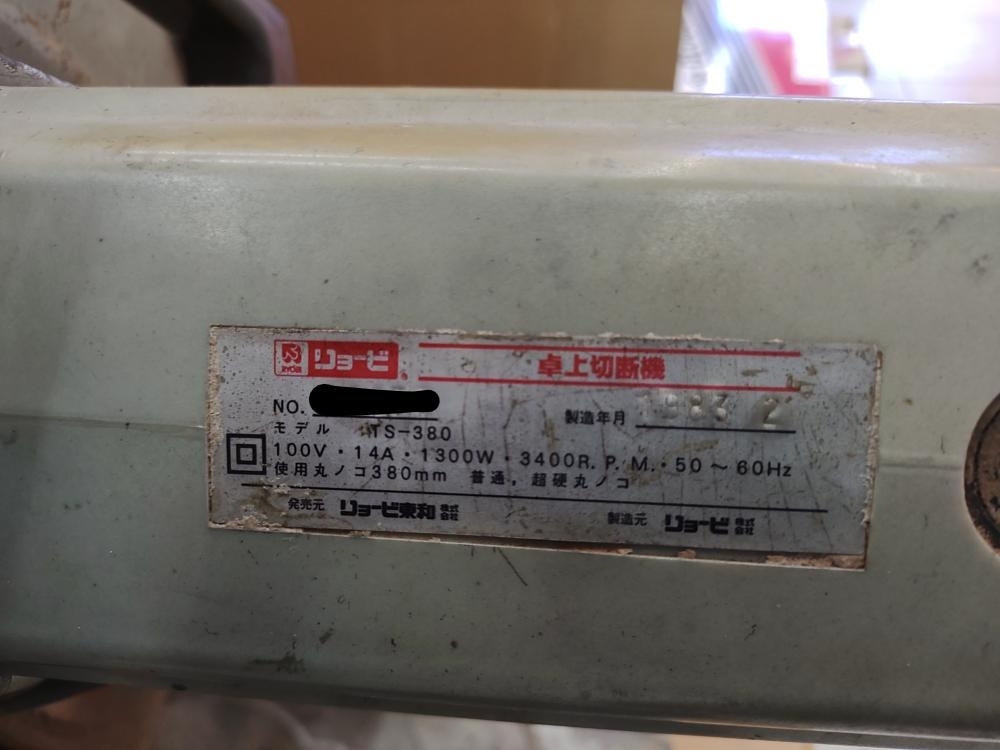 RYOBI リョービ 卓上切断機
NO. 製造年月 1983 2
モデル TS-380
100V・14A・1300W・3400R.P.M.・50～60Hz
使用丸ノコ380mm 普通,超硬丸ノコ
発売元 リョービ東和株式会社 製造元 リョービ株式会社